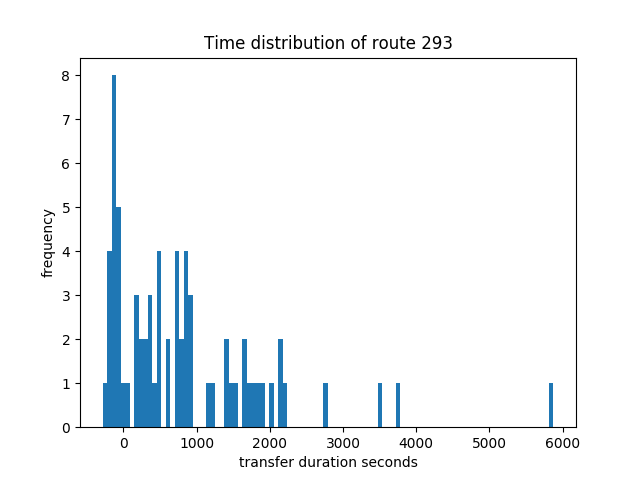 Time distribution of route 293
8
7
6
5
4
3
2
1
0
frequency
0 1000 2000 3000 4000 5000 6000
transfer duration seconds